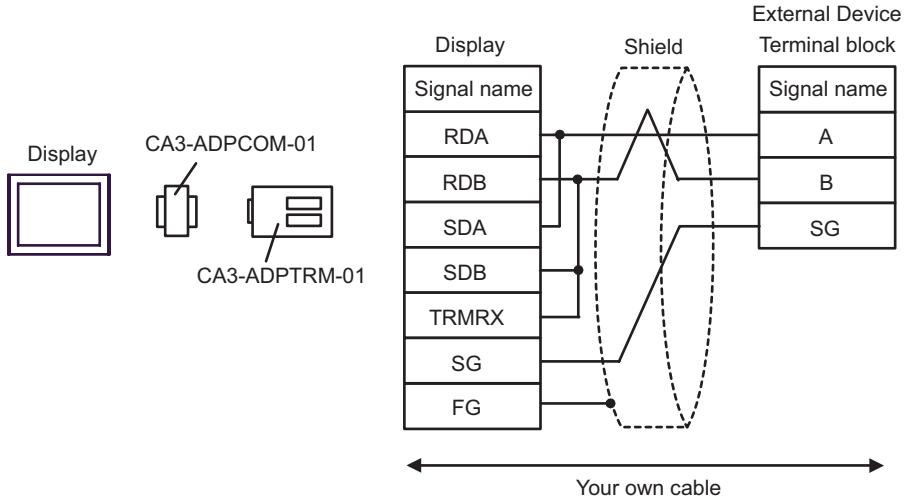 Display
CA3-ADPCOM-01
CA3-ADPTRM-01
Display
Signal name
RDA
RDB
SDA
SDB
TRMRX
SG
FG
Shield
External Device
Terminal block
Signal name
A
B
SG
Your own cable